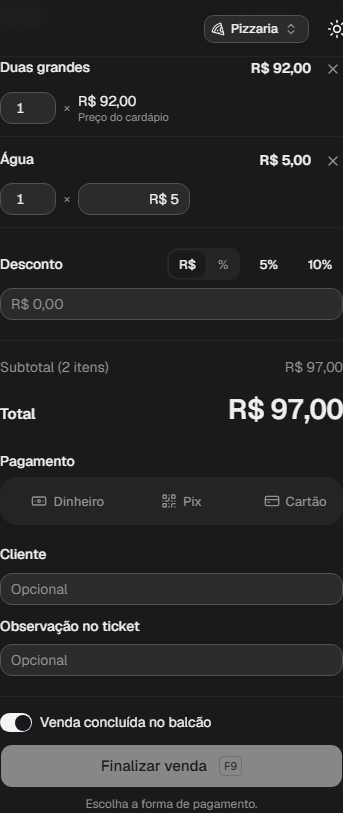 Pizzaria
Duas grandes R$ 92,00 ×
1 × R$ 92,00
Preço do cardápio
Água R$ 5,00 ×
1 × R$ 5
Desconto R$ % 5% 10%
R$ 0,00
Subtotal (2 itens) R$ 97,00
Total R$ 97,00
Pagamento
Dinheiro Pix Cartão
Cliente
Opcional
Observação no ticket
Opcional
Venda concluída no balcão
Finalizar venda F9
Escolha a forma de pagamento.